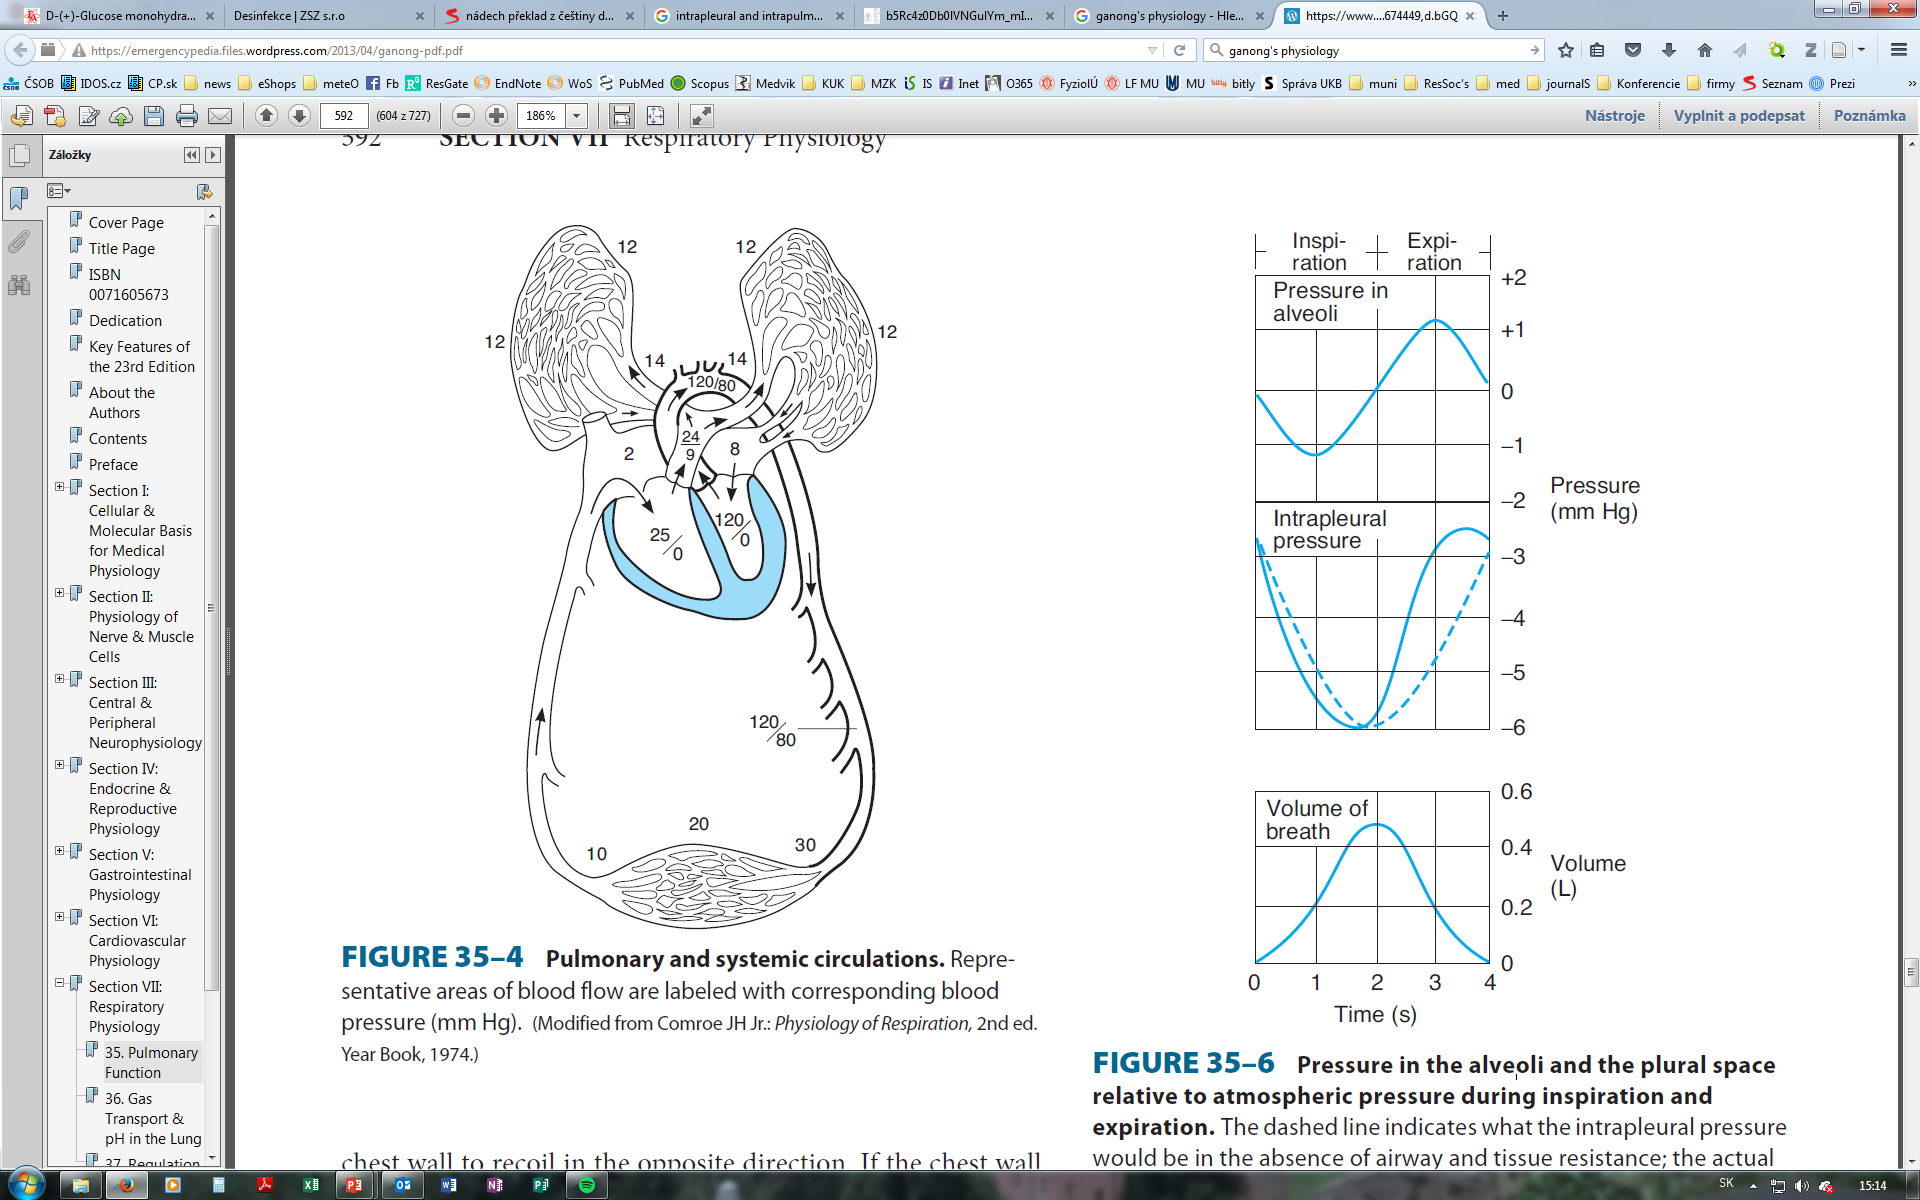 D-(+)-Glucose monohydra...
Desinfekce | ZSZ s.r.o
nádech překlad z češtiny d...
intrapleural and intrapulm...
b5Rc4z0Db0lVNGulYm_mI...
ganong's physiology - Hle...
https://www....674449,d.bGQ
https://emergencypedia.files.wordpress.com/2013/04/ganong-pdf.pdf
ganong's physiology
ČSOB IDOS.cz CP.sk news eShops meteO Fb ResGate EndNote WoS PubMed Scopus Medvik KUK MZK IS Inet O365 FyziolÚ LF MU MU bitly Správa UKB muni ResSoc's med journalS Konferencie firmy Seznam Prezi
592 (604 z 727) 186% Nástroje Vyplnit a podepsat Poznámka
Záložky
Cover Page
Title Page
ISBN
0071605673
Dedication
Key Features of
the 23rd Edition
About the
Authors
Contents
Preface
Section I:
Cellular &
Molecular Basis
for Medical
Physiology
Section II:
Physiology of
Nerve & Muscle
Cells
Section III:
Central &
Peripheral
Neurophysiology
Section IV:
Endocrine &
Reproductive
Physiology
Section V:
Gastrointestinal
Physiology
Section VI:
Cardiovascular
Physiology
Section VII:
Respiratory
Physiology
35. Pulmonary
Function
36. Gas
Transport &
pH in the Lung
37. Regulation
592 SECTION VII Respiratory Physiology
12 12
12 12
14 14
120/80
24
9
2 8
25/0 120/0
120/80
20
10 30
FIGURE 35–4 Pulmonary and systemic circulations. Repre-
sentative areas of blood flow are labeled with corresponding blood
pressure (mm Hg). (Modified from Comroe JH Jr.: Physiology of Respiration, 2nd ed.
Year Book, 1974.)
chest wall to recoil in the opposite direction. If the chest wall
Inspi-
ration
Expi-
ration
Pressure in
alveoli
+2
+1
0
–1
–2
Pressure
(mm Hg)
Intrapleural
pressure
–3
–4
–5
–6
Volume of
breath
0.6
0.4
0.2
0
Volume
(L)
0 1 2 3 4
Time (s)
FIGURE 35–6 Pressure in the alveoli and the plural space
relative to atmospheric pressure during inspiration and
expiration. The dashed line indicates what the intrapleural pressure
would be in the absence of airway and tissue resistance; the actual
SK 15:14